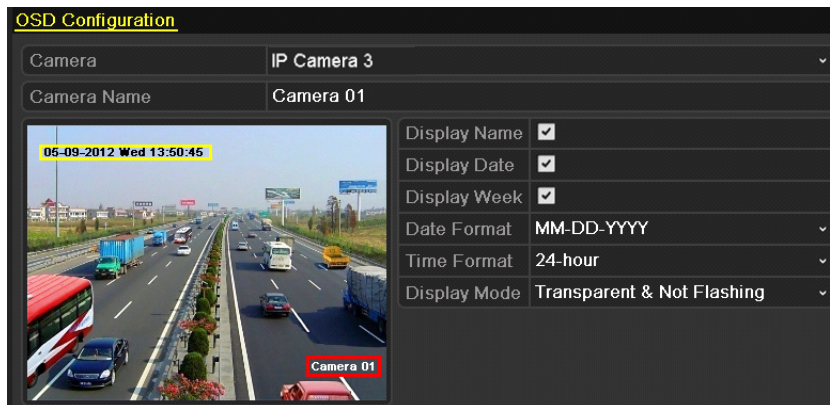 OSD Configuration
Camera IP Camera 3
Camera Name Camera 01
05-09-2012 Wed 13:50:45
Camera 01
Display Name
Display Date
Display Week
Date Format MM-DD-YYYY
Time Format 24-hour
Display Mode Transparent & Not Flashing